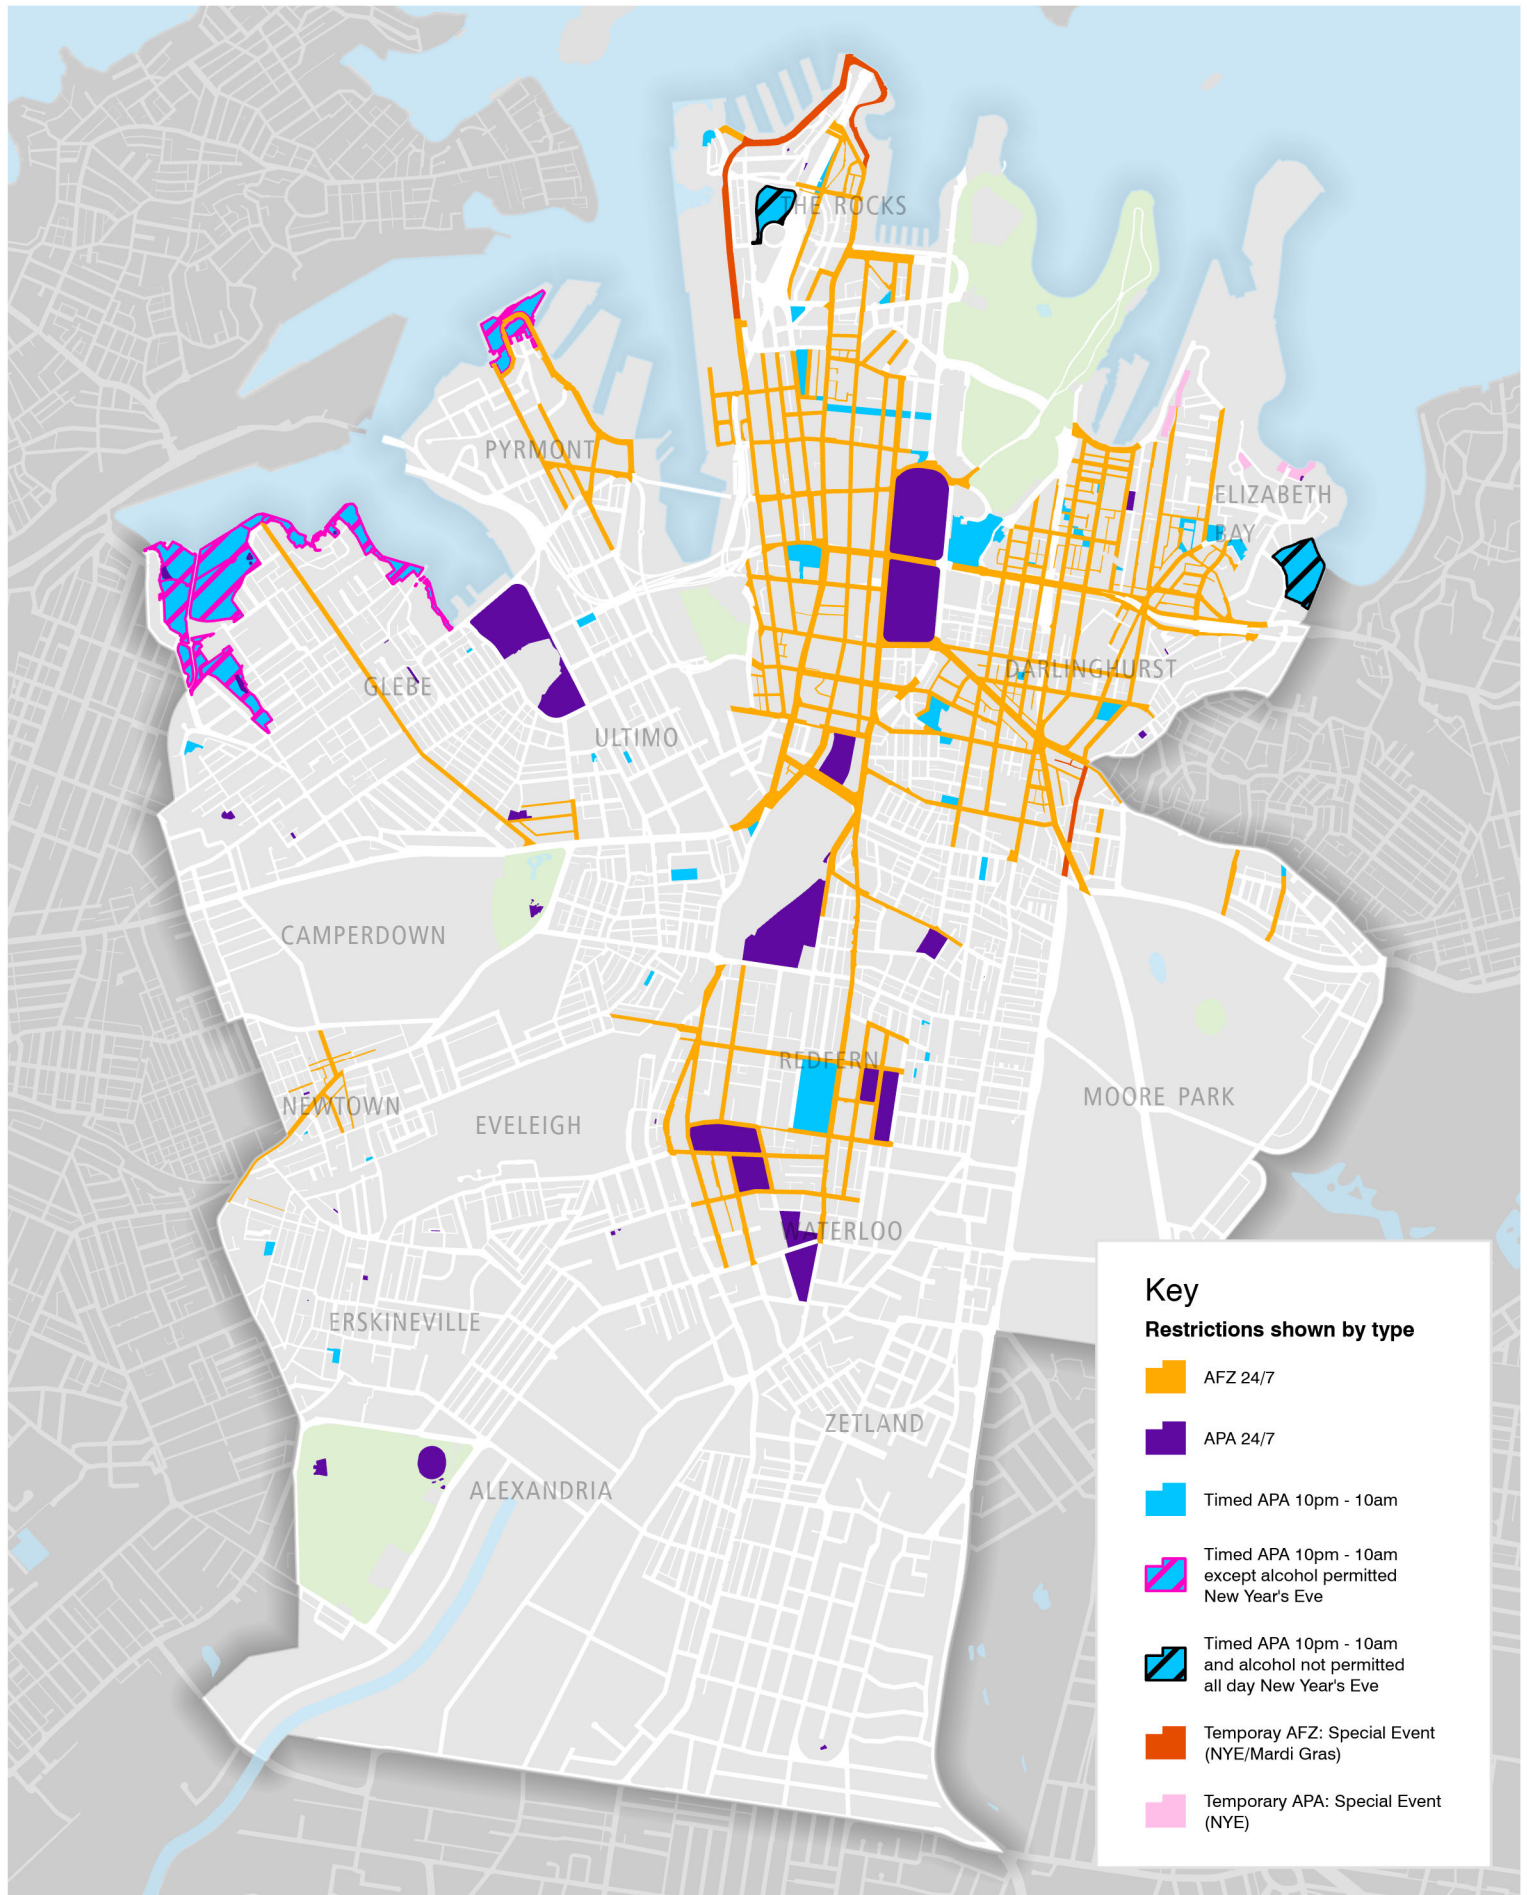 THE ROCKS
PYRMONT
ELIZABETH
BAY
DARLINGHURST
GLEBE
ULTIMO
CAMPERDOWN
REDFERN
MOORE PARK
NEWTOWN
EVELEIGH
WATERLOO
ERSKINEVILLE
ZETLAND
ALEXANDRIA
Key
Restrictions shown by type
AFZ 24/7
APA 24/7
Timed APA 10pm - 10am
Timed APA 10pm - 10am
except alcohol permitted
New Year's Eve
Timed APA 10pm - 10am
and alcohol not permitted
all day New Year's Eve
Temporay AFZ: Special Event
(NYE/Mardi Gras)
Temporary APA: Special Event
(NYE)